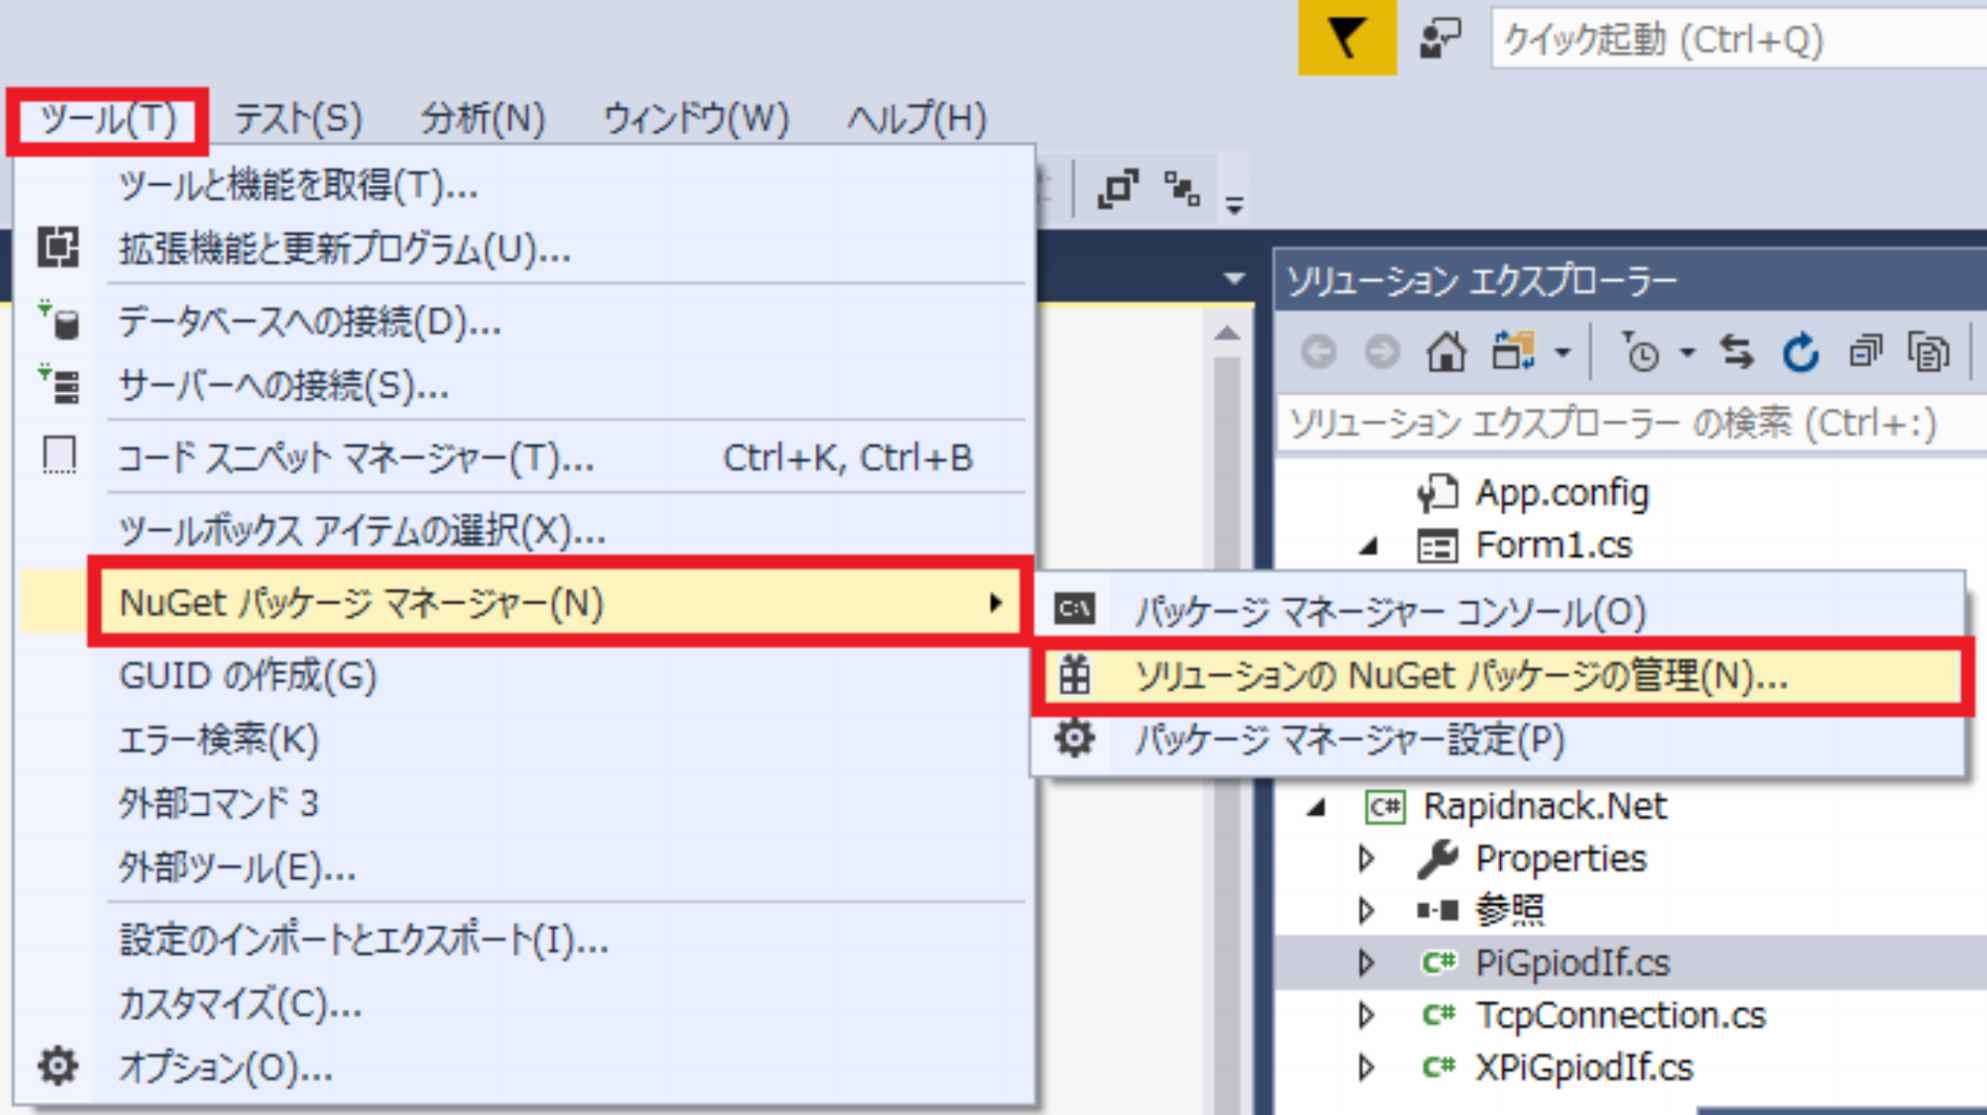 クイック起動 (Ctrl+Q)
ツール(T) テスト(S) 分析(N) ウィンドウ(W) ヘルプ(H)
ツールと機能を取得(T)...
拡張機能と更新プログラム(U)...
データベースへの接続(D)...
サーバーへの接続(S)...
コード スニペット マネージャー(T)... Ctrl+K, Ctrl+B
ツールボックス アイテムの選択(X)...
NuGet パッケージ マネージャー(N)
GUID の作成(G)
エラー検索(K)
外部コマンド 3
外部ツール(E)...
設定のインポートとエクスポート(I)...
カスタマイズ(C)...
オプション(O)...
C:\ パッケージ マネージャー コンソール(O)
ソリューションの NuGet パッケージの管理(N)...
パッケージ マネージャー設定(P)
ソリューション エクスプローラー
ソリューション エクスプローラー の検索 (Ctrl+:)
App.config
Form1.cs
C# Rapidnack.Net
Properties
参照
C# PiGpiodIf.cs
C# TcpConnection.cs
C# XPiGpiodIf.cs